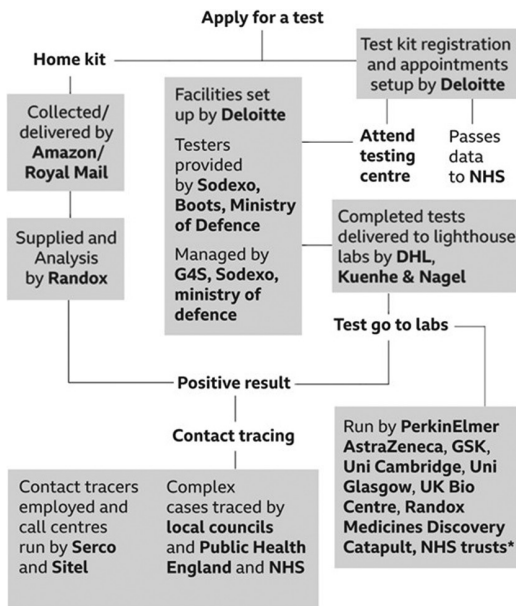 Apply for a test
Home kit
Test kit registration
and appointments
setup by Deloitte
Collected/
delivered by
Amazon/
Royal Mail
Facilities set
up by Deloitte
Testers
provided
by Sodexo,
Boots, Ministry
of Defence
Managed by
G4S, Sodexo,
ministry of
defence
Attend
testing
centre
Passes
data
to NHS
Supplied and
Analysis
by Randox
Completed tests
delivered to lighthouse
labs by DHL,
Kuenhe & Nagel
Test go to labs
Positive result
Contact tracing
Run by PerkinElmer
AstraZeneca, GSK,
Uni Cambridge, Uni
Glasgow, UK Bio
Centre, Randox
Medicines Discovery
Catapult, NHS trusts*
Contact tracers
employed and
call centres
run by Serco
and Sitel
Complex
cases traced by
local councils
and Public Health
England and NHS